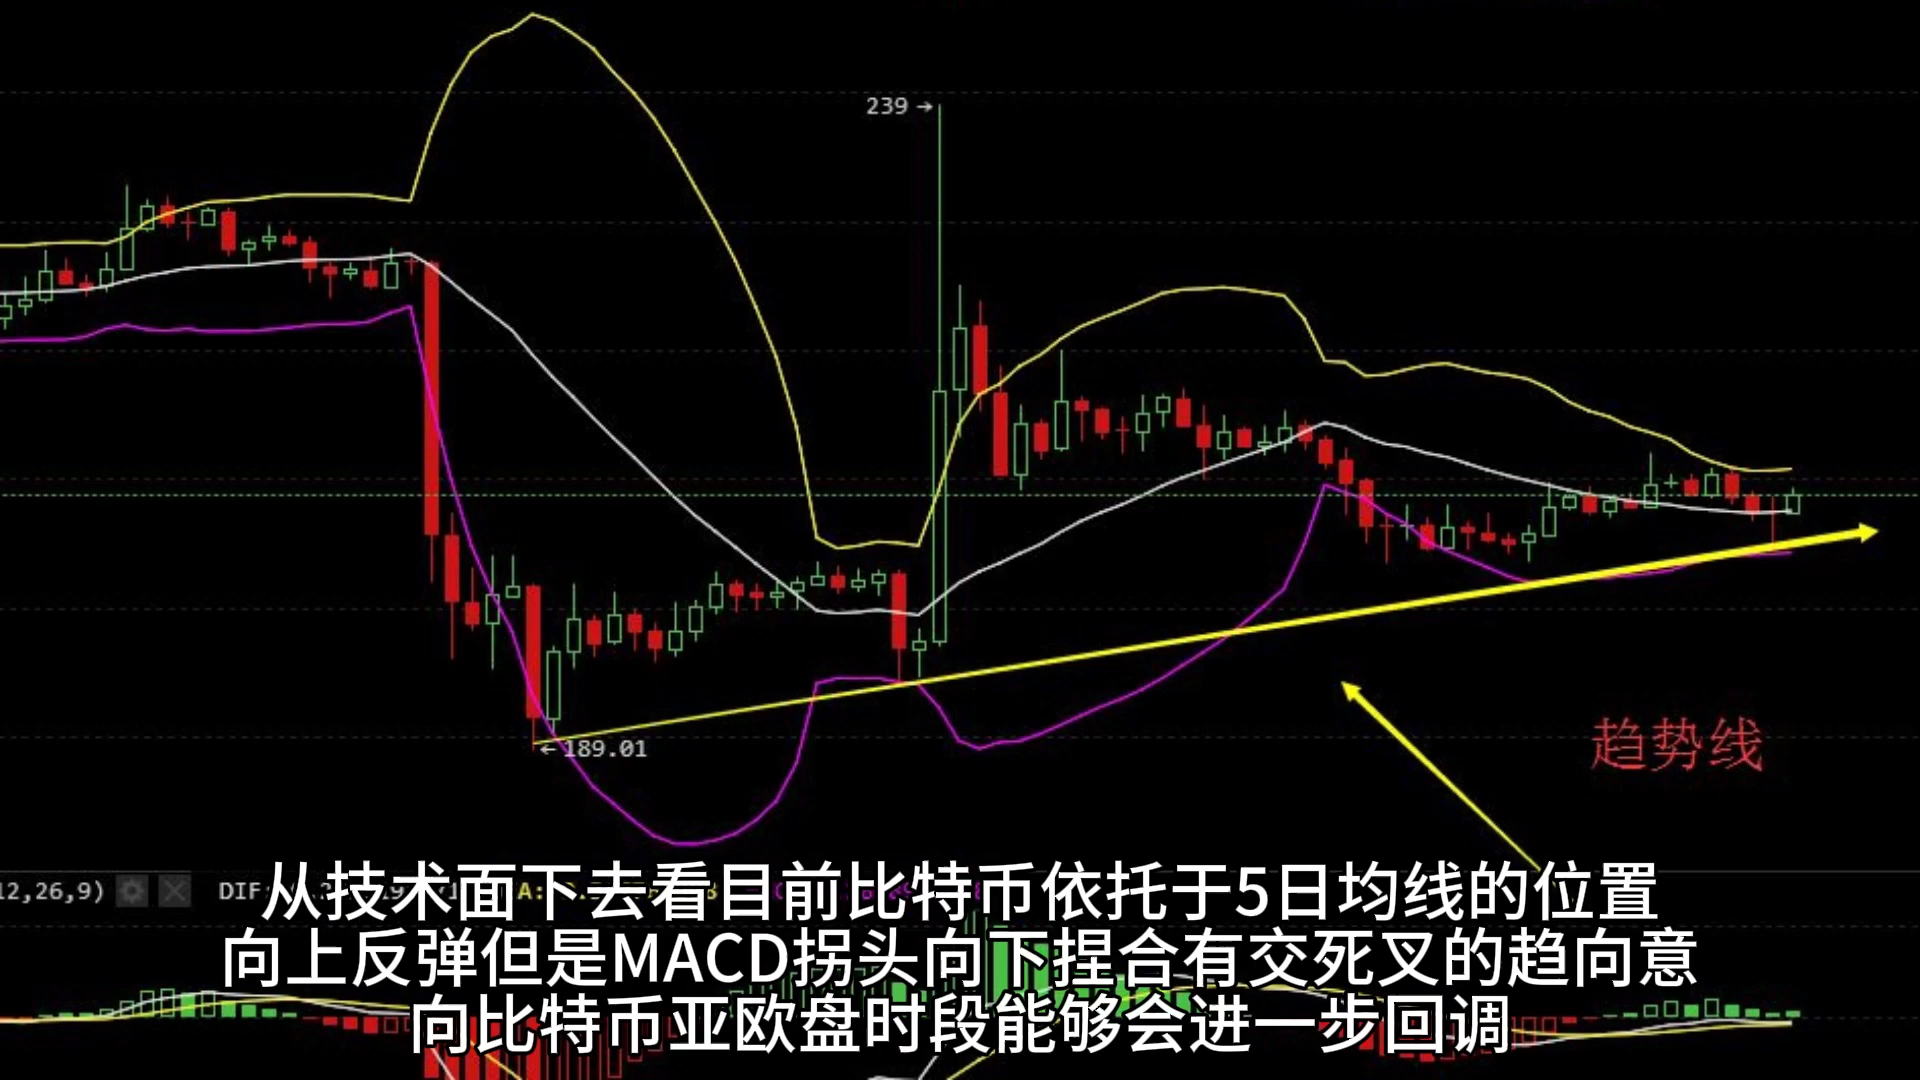 239
189.01
趋势线
12,26,9)
DIF:
从技术面下去看目前比特币依托于5日均线的位置
向上反弹但是MACD拐头向下捏合有交死叉的趋向意
向比特币亚欧盘时段能够会进一步回调